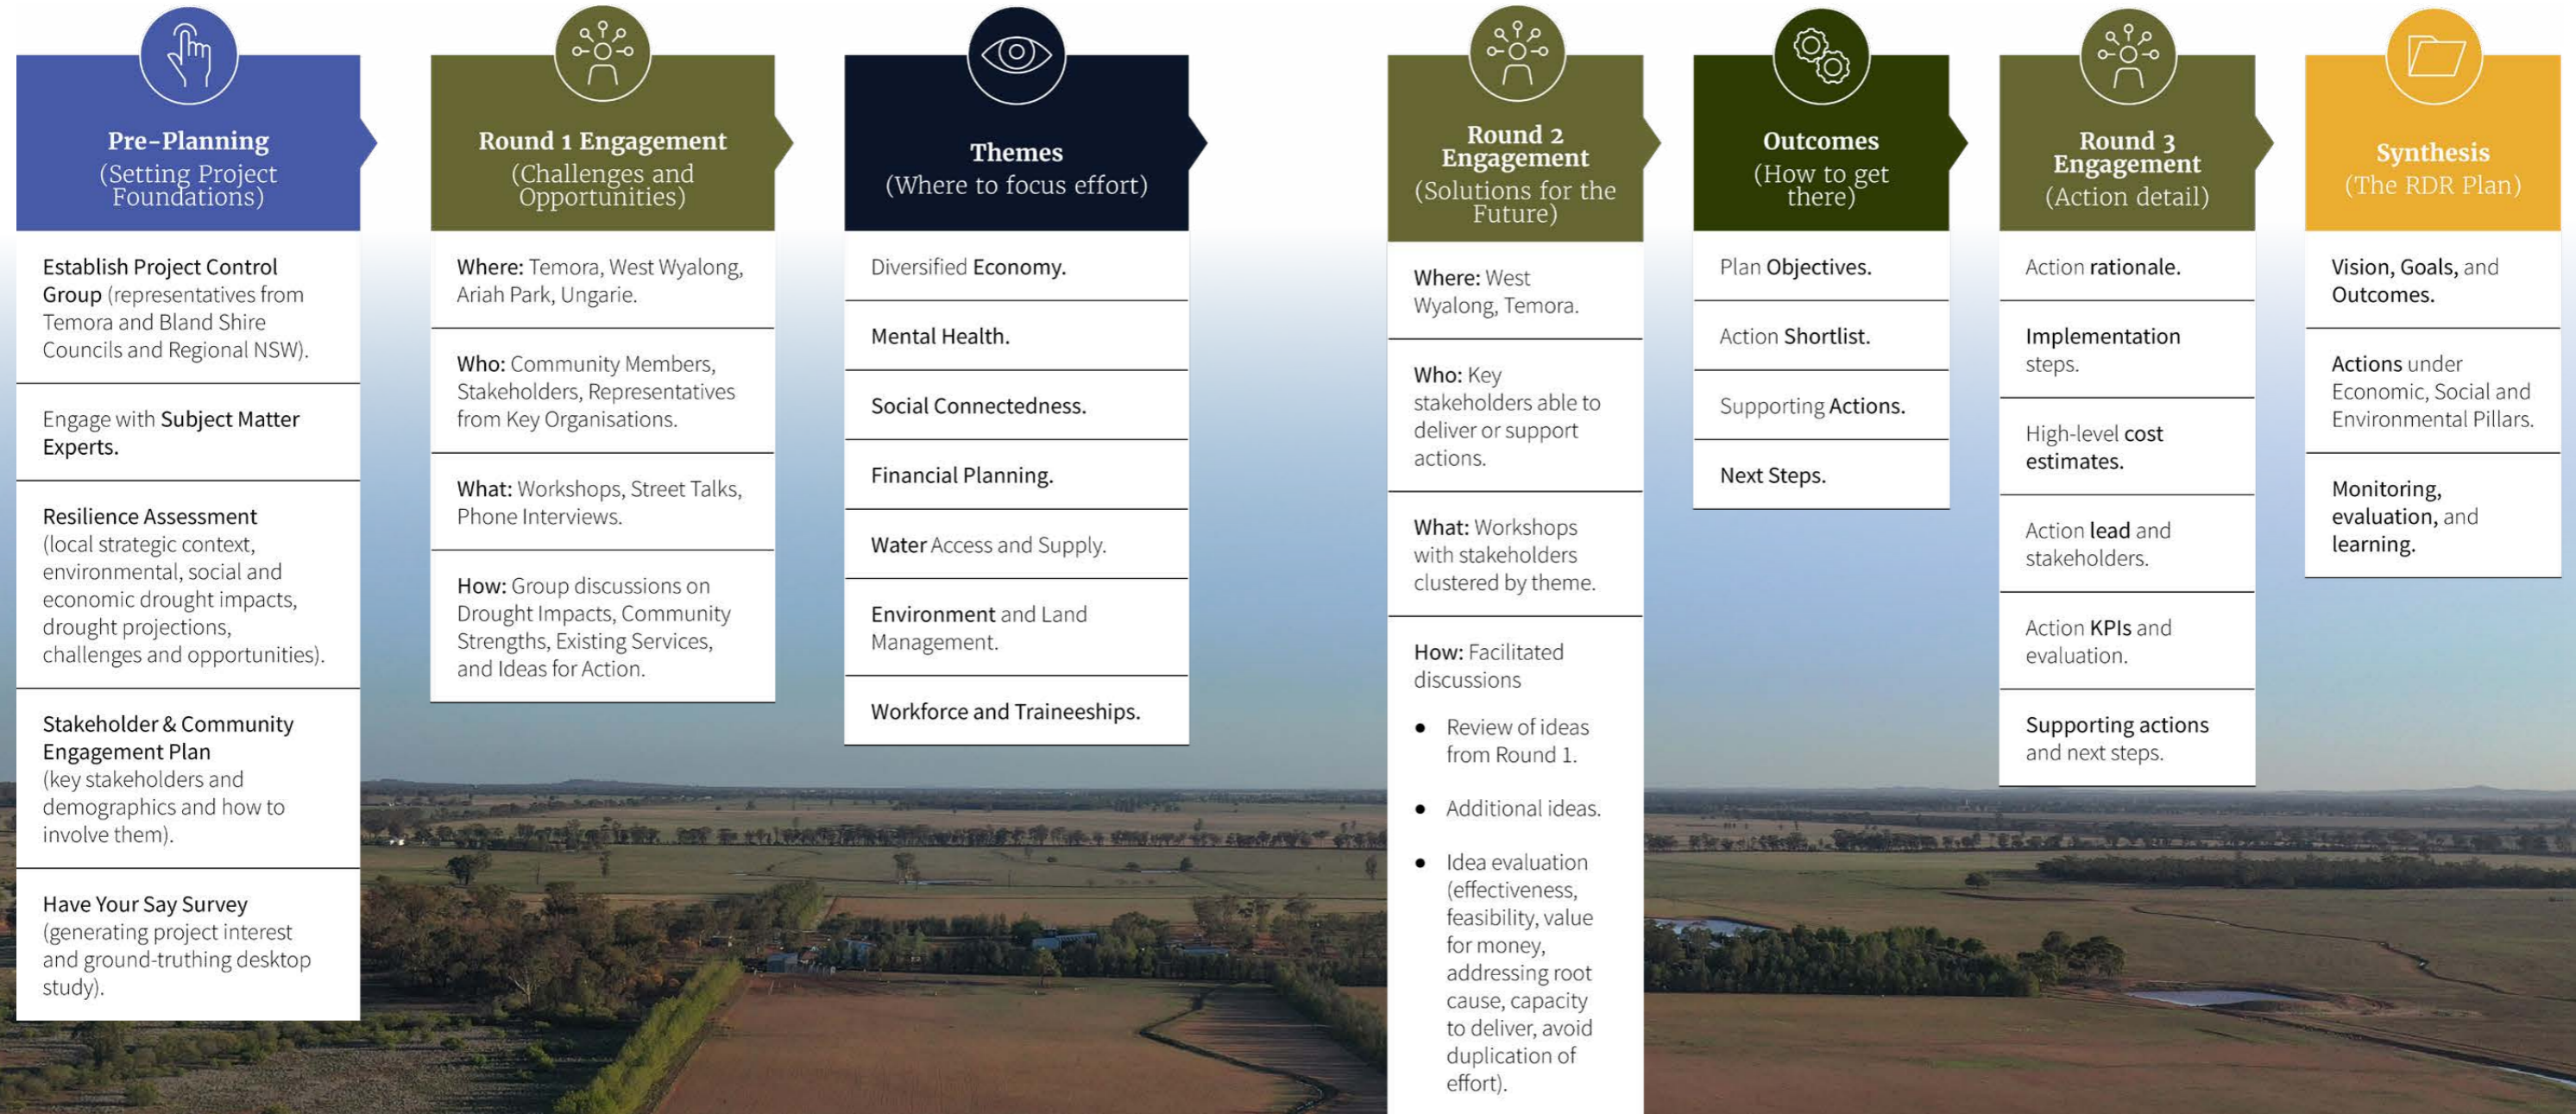 Pre-Planning
(Setting Project
Foundations)
Establish Project Control
Group (representatives from
Temora and Bland Shire
Councils and Regional NSW).
Engage with Subject Matter
Experts.
Resilience Assessment
(local strategic context,
environmental, social and
economic drought impacts,
drought projections,
challenges and opportunities).
Stakeholder & Community
Engagement Plan
(key stakeholders and
demographics and how to
involve them).
Have Your Say Survey
(generating project interest
and ground-truthing desktop
study).
Round 1 Engagement
(Challenges and
Opportunities)
Where: Temora, West Wyalong,
Ariah Park, Ungarie.
Who: Community Members,
Stakeholders, Representatives
from Key Organisations.
What: Workshops, Street Talks,
Phone Interviews.
How: Group discussions on
Drought Impacts, Community
Strengths, Existing Services,
and Ideas for Action.
Themes
(Where to focus effort)
Diversified Economy.
Mental Health.
Social Connectedness.
Financial Planning.
Water Access and Supply.
Environment and Land
Management.
Workforce and Traineeships.
Round 2
Engagement
(Solutions for the
Future)
Where: West
Wyalong, Temora.
Who: Key
stakeholders able to
deliver or support
actions.
What: Workshops
with stakeholders
clustered by theme.
How: Facilitated
discussions
• Review of ideas
from Round 1.
• Additional ideas.
• Idea evaluation
(effectiveness,
feasibility, value
for money,
addressing root
cause, capacity
to deliver, avoid
duplication of
effort).
Outcomes
(How to get
there)
Plan Objectives.
Action Shortlist.
Supporting Actions.
Next Steps.
Round 3
Engagement
(Action detail)
Action rationale.
Implementation
steps.
High-level cost
estimates.
Action lead and
stakeholders.
Action KPIs and
evaluation.
Supporting actions
and next steps.
Synthesis
(The RDR Plan)
Vision, Goals, and
Outcomes.
Actions under
Economic, Social and
Environmental Pillars.
Monitoring,
evaluation, and
learning.